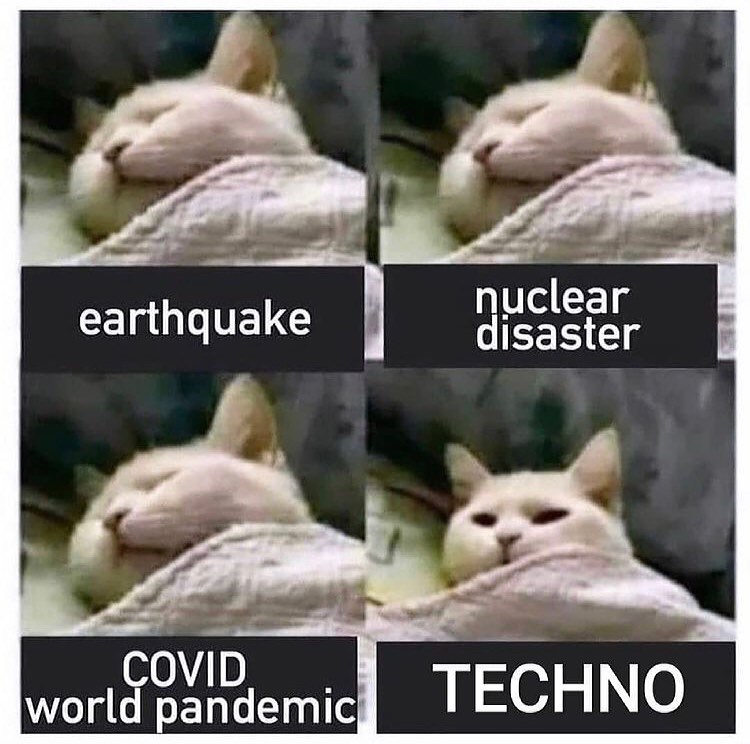 earthquake
nuclear
disaster
COVID
world pandemic
TECHNO